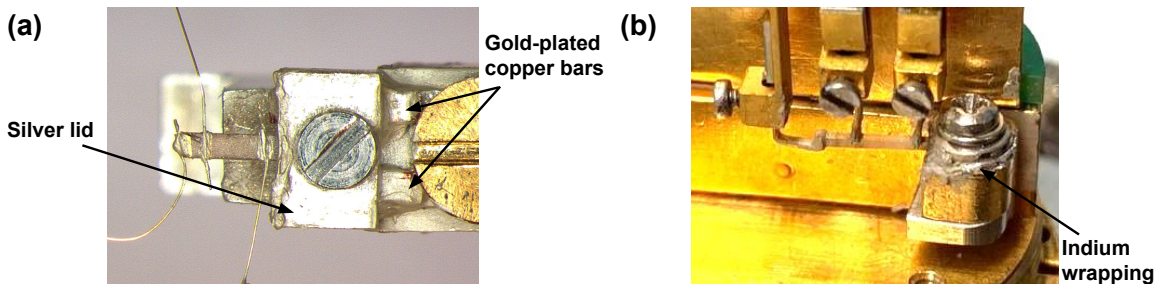 (a)
Gold-plated
copper bars
Silver lid
(b)
Indium
wrapping